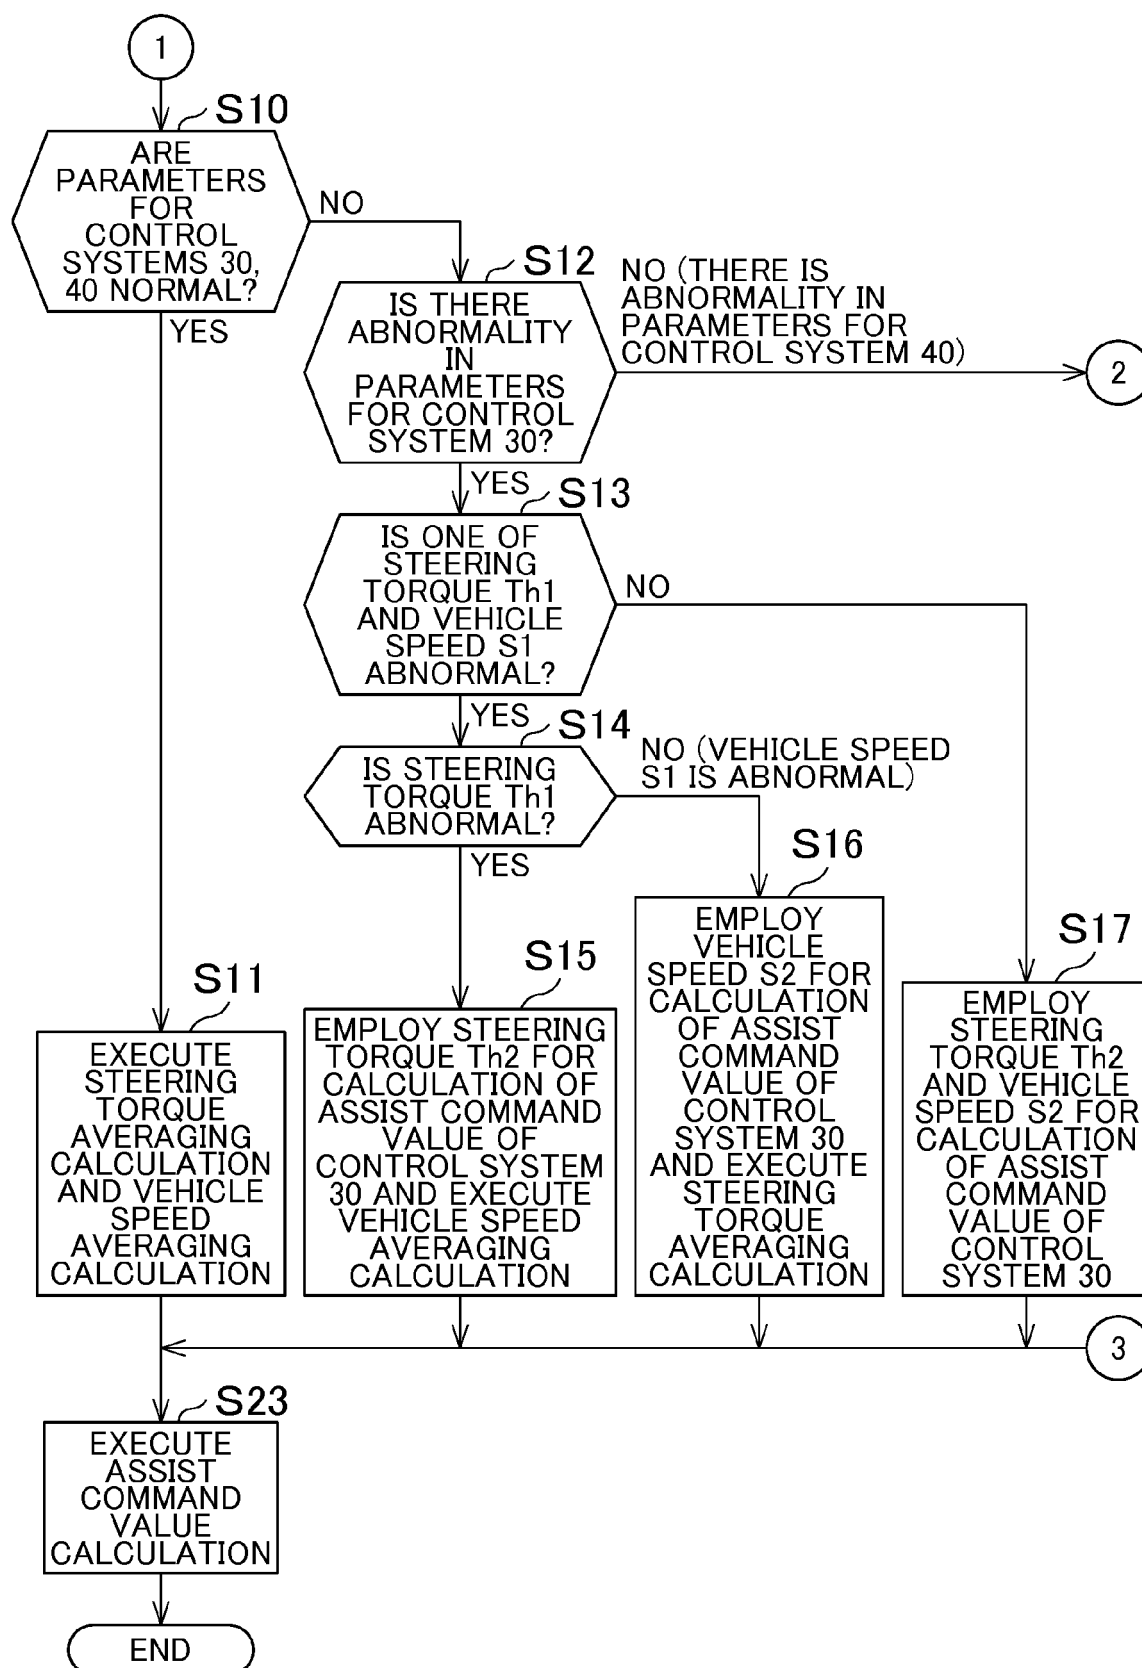 1
S10
ARE
PARAMETERS
FOR
CONTROL
SYSTEMS 30,
40 NORMAL?
NO
YES
S12
IS THERE
ABNORMALITY
IN
PARAMETERS
FOR CONTROL
SYSTEM 30?
NO (THERE IS
ABNORMALITY IN
PARAMETERS FOR
CONTROL SYSTEM 40)
2
YES
S13
IS ONE OF
STEERING
TORQUE Th1
AND VEHICLE
SPEED S1
ABNORMAL?
NO
YES
S14
IS STEERING
TORQUE Th1
ABNORMAL?
NO (VEHICLE SPEED
S1 IS ABNORMAL)
YES
S11
EXECUTE
STEERING
TORQUE
AVERAGING
CALCULATION
AND VEHICLE
SPEED
AVERAGING
CALCULATION
S15
EMPLOY STEERING
TORQUE Th2 FOR
CALCULATION OF
ASSIST COMMAND
VALUE OF
CONTROL SYSTEM
30 AND EXECUTE
VEHICLE SPEED
AVERAGING
CALCULATION
S16
EMPLOY
VEHICLE
SPEED S2 FOR
CALCULATION
OF ASSIST
COMMAND
VALUE OF
CONTROL
SYSTEM 30
AND EXECUTE
STEERING
TORQUE
AVERAGING
CALCULATION
S17
EMPLOY
STEERING
TORQUE Th2
AND VEHICLE
SPEED S2 FOR
CALCULATION
OF ASSIST
COMMAND
VALUE OF
CONTROL
SYSTEM 30
3
S23
EXECUTE
ASSIST
COMMAND
VALUE
CALCULATION
END